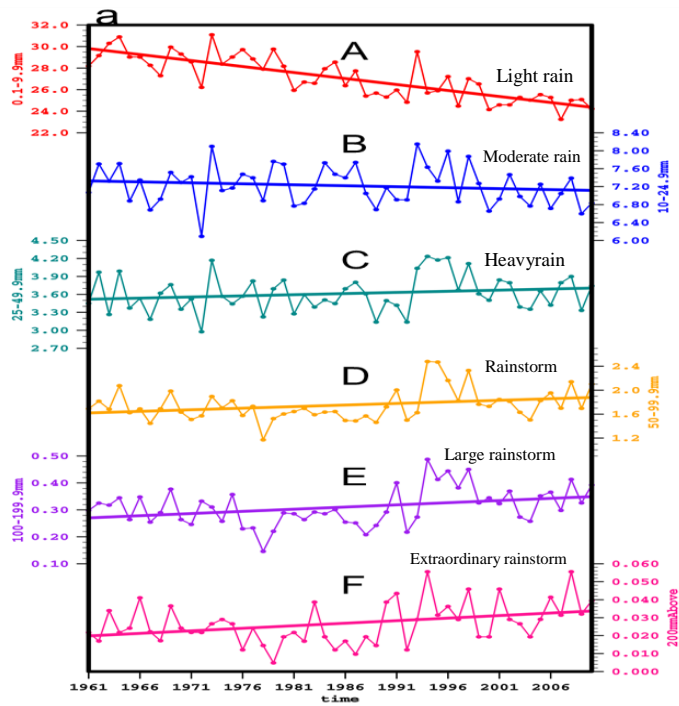 a
32.0
30.0
28.0
26.0
24.0
22.0
0.1-9.9mm
A
Light rain
8.40
7.60
7.20
6.80
6.40
6.00
10-24.9mm
B
Moderate rain
4.50
4.20
3.90
3.60
3.30
3.00
2.70
25-49.9mm
C
Heavyrain
2.4
2.0
1.6
1.2
50-99.9mm
D
Rainstorm
0.50
0.40
0.30
0.20
0.10
100-199.9mm
E
Large rainstorm
Extraordinary rainstorm
0.060
0.050
0.040
0.030
0.020
0.010
0.000
200mmAbove
F
1961 1966 1971 1976 1981 1986 1991 1996 2001 2006
time